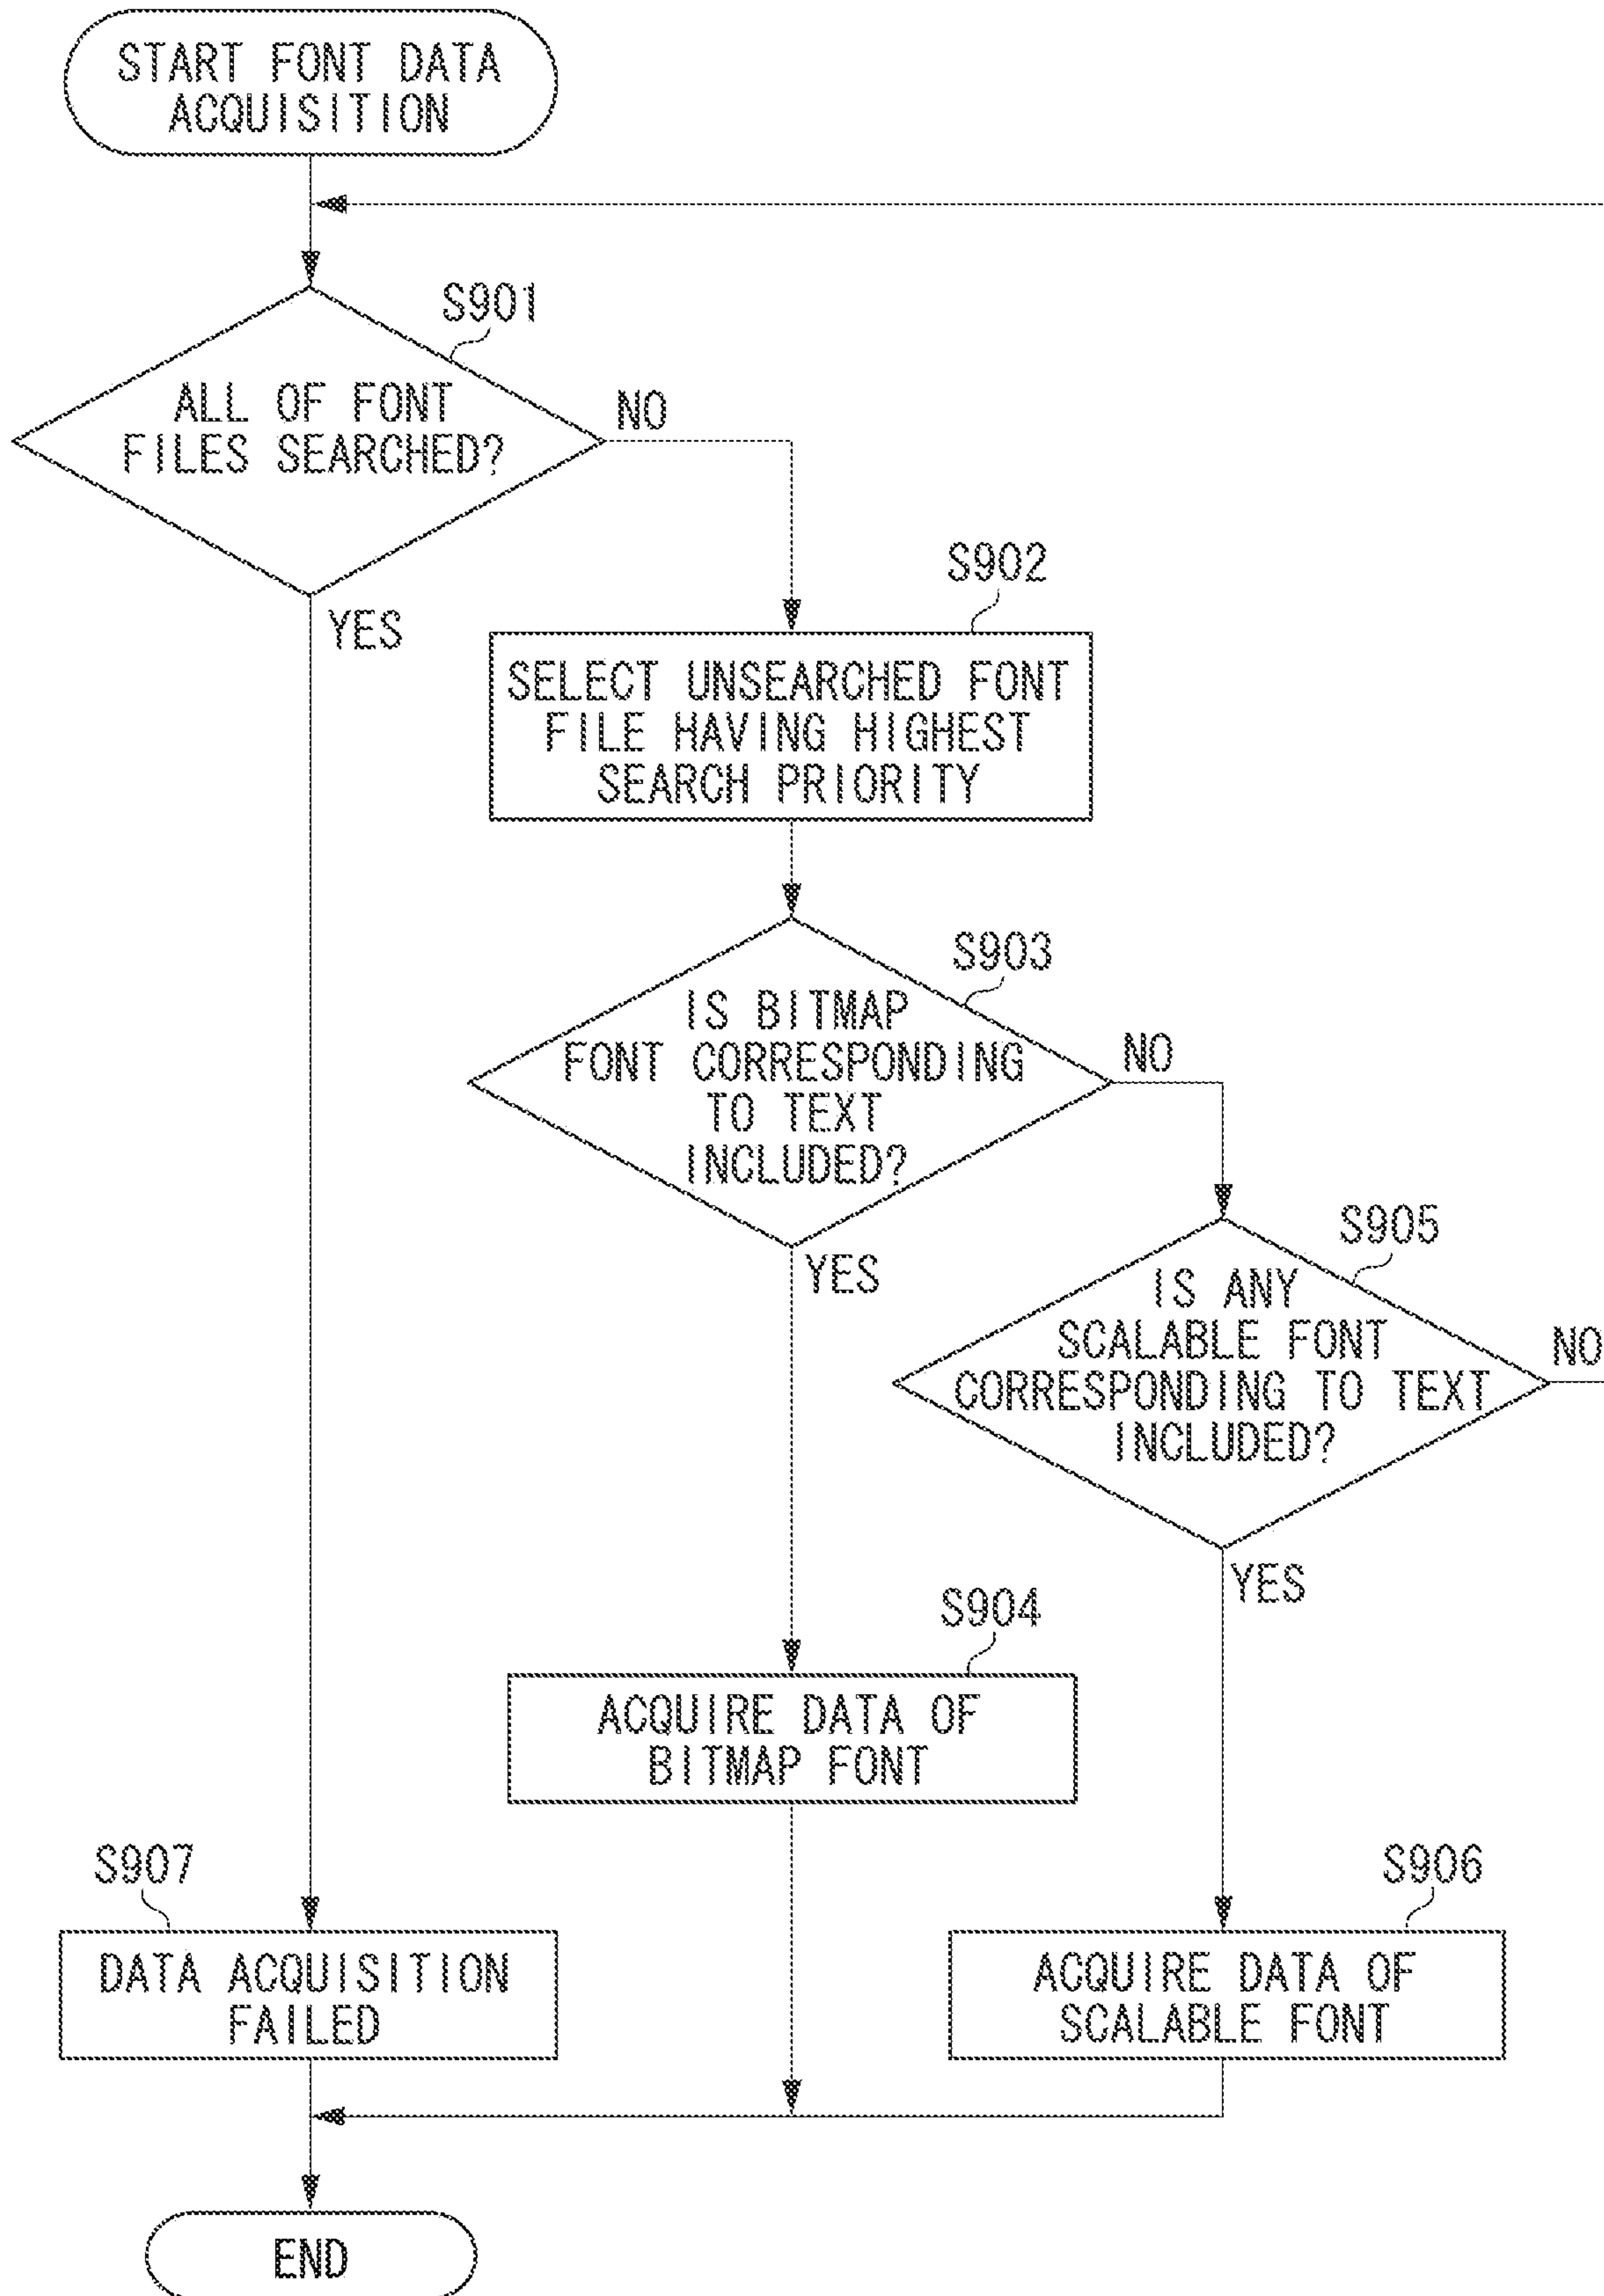 START FONT DATA
ACQUISITION
S901
ALL OF FONT
FILES SEARCHED?
NO
YES
S902
SELECT UNSEARCHED FONT
FILE HAVING HIGHEST
SEARCH PRIORITY
S903
IS BITMAP
FONT CORRESPONDING
TO TEXT
INCLUDED?
NO
YES
S905
IS ANY
SCALABLE FONT
CORRESPONDING TO TEXT
INCLUDED?
NO
YES
S904
ACQUIRE DATA OF
BITMAP FONT
S907
DATA ACQUISITION
FAILED
S906
ACQUIRE DATA OF
SCALABLE FONT
END